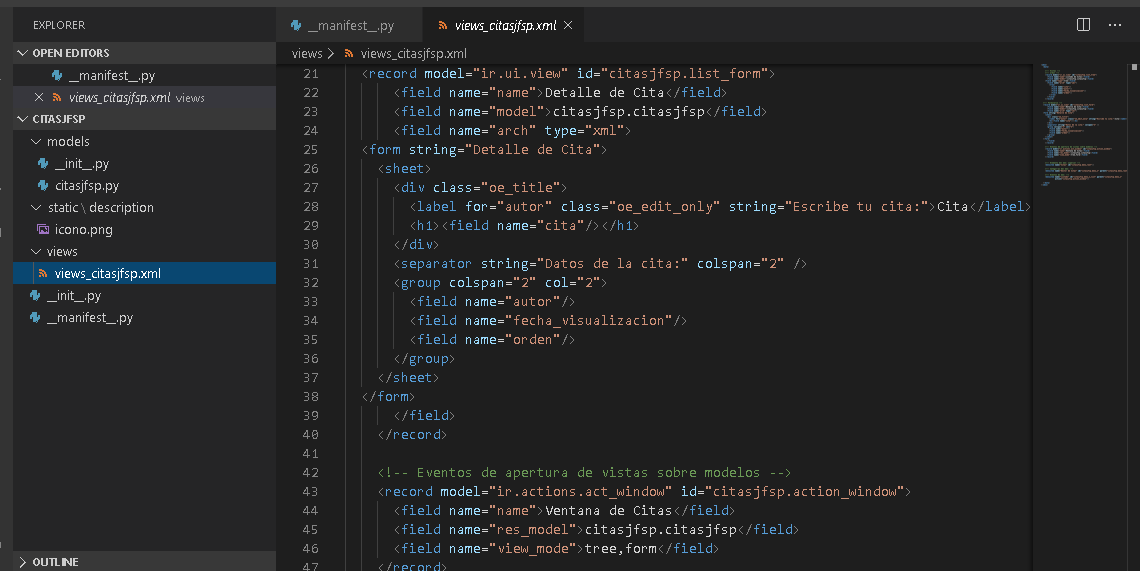 EXPLORER
OPEN EDITORS
__manifest__.py
views_citasjfsp.xml views
CITASJFSP
models
__init__.py
citasjfsp.py
static \ description
icono.png
views
views_citasjfsp.xml
__init__.py
__manifest__.py
OUTLINE
__manifest__.py
views_citasjfsp.xml
views > views_citasjfsp.xml
21 <record model="ir.ui.view" id="citasjfsp.list_form">
22 <field name="name">Detalle de Cita</field>
23 <field name="model">citasjfsp.citasjfsp</field>
24 <field name="arch" type="xml">
25 <form string="Detalle de Cita">
26 <sheet>
27 <div class="oe_title">
28 <label for="autor" class="oe_edit_only" string="Escribe tu cita:">Cita</label>
29 <h1><field name="cita"/></h1>
30 </div>
31 <separator string="Datos de la cita:" colspan="2" />
32 <group colspan="2" col="2">
33 <field name="autor"/>
34 <field name="fecha_visualizacion"/>
35 <field name="orden"/>
36 </group>
37 </sheet>
38 </form>
39 </field>
40 </record>
41
42 <!-- Eventos de apertura de vistas sobre modelos -->
43 <record model="ir.actions.act_window" id="citasjfsp.action_window">
44 <field name="name">Ventana de Citas</field>
45 <field name="res_model">citasjfsp.citasjfsp</field>
46 <field name="view_mode">tree,form</field>
47 </record>